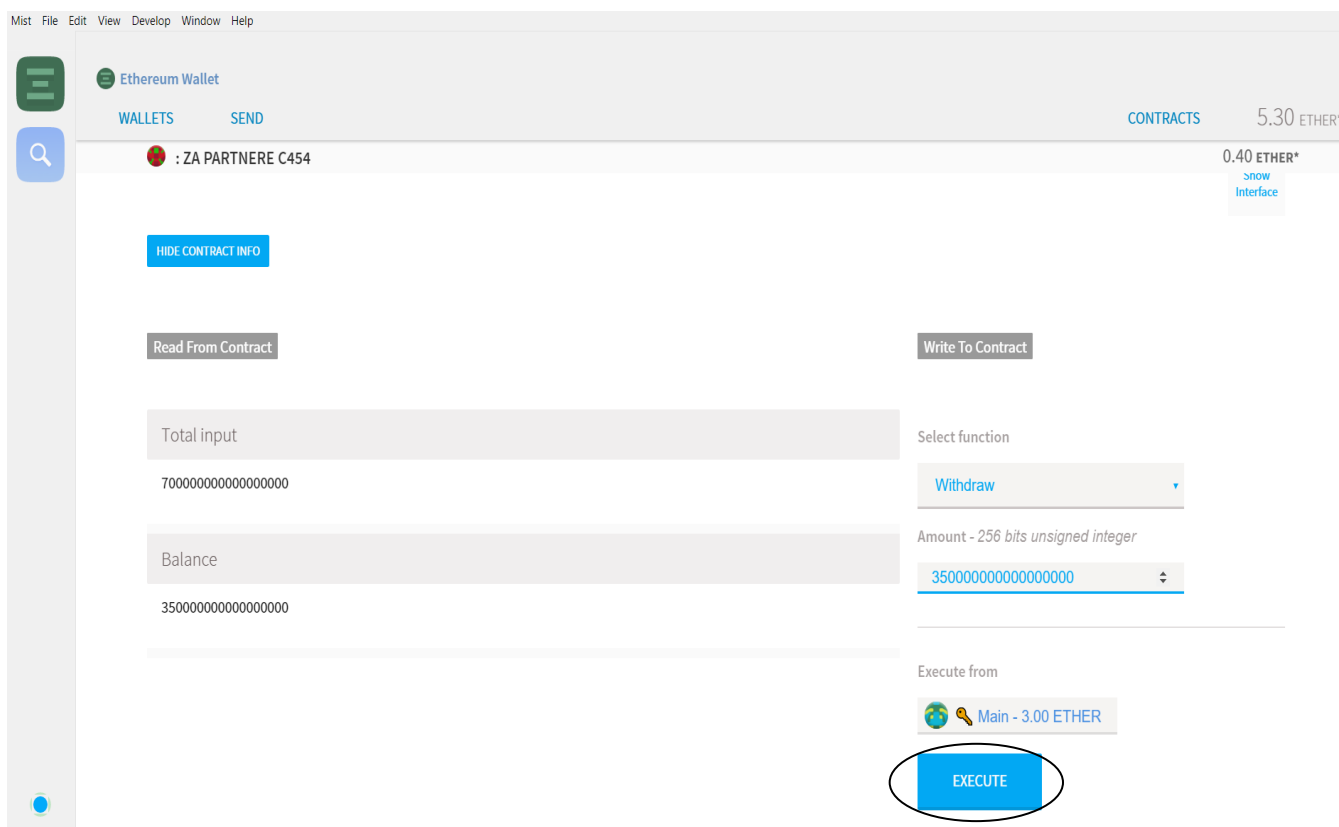 Mist File Edit View Develop Window Help
Ethereum Wallet
WALLETS SEND CONTRACTS 5.30 ETHER*
: ZA PARTNERE C454 0.40 ETHER*
Show
Interface
HIDE CONTRACT INFO
Read From Contract
Write To Contract
Total input
700000000000000000
Balance
350000000000000000
Select function
Withdraw
Amount - 256 bits unsigned integer
350000000000000000
Execute from
Main - 3.00 ETHER
EXECUTE